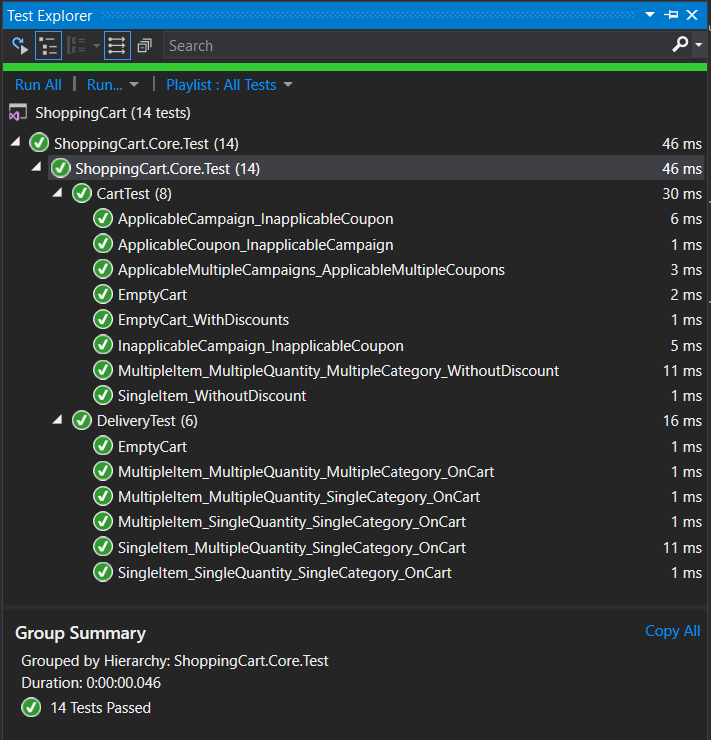 Test Explorer
Search
Run All | Run... | Playlist : All Tests
ShoppingCart (14 tests)
ShoppingCart.Core.Test (14) 46 ms
ShoppingCart.Core.Test (14) 46 ms
CartTest (8) 30 ms
ApplicableCampaign_InapplicableCoupon 6 ms
ApplicableCoupon_InapplicableCampaign 1 ms
ApplicableMultipleCampaigns_ApplicableMultipleCoupons 3 ms
EmptyCart 2 ms
EmptyCart_WithDiscounts 1 ms
InapplicableCampaign_InapplicableCoupon 5 ms
MultipleItem_MultipleQuantity_MultipleCategory_WithoutDiscount 11 ms
SingleItem_WithoutDiscount 1 ms
DeliveryTest (6) 16 ms
EmptyCart 1 ms
MultipleItem_MultipleQuantity_MultipleCategory_OnCart 1 ms
MultipleItem_MultipleQuantity_SingleCategory_OnCart 1 ms
MultipleItem_SingleQuantity_SingleCategory_OnCart 1 ms
SingleItem_MultipleQuantity_SingleCategory_OnCart 11 ms
SingleItem_SingleQuantity_SingleCategory_OnCart 1 ms
Group Summary Copy All
Grouped by Hierarchy: ShoppingCart.Core.Test
Duration: 0:00:00.046
14 Tests Passed